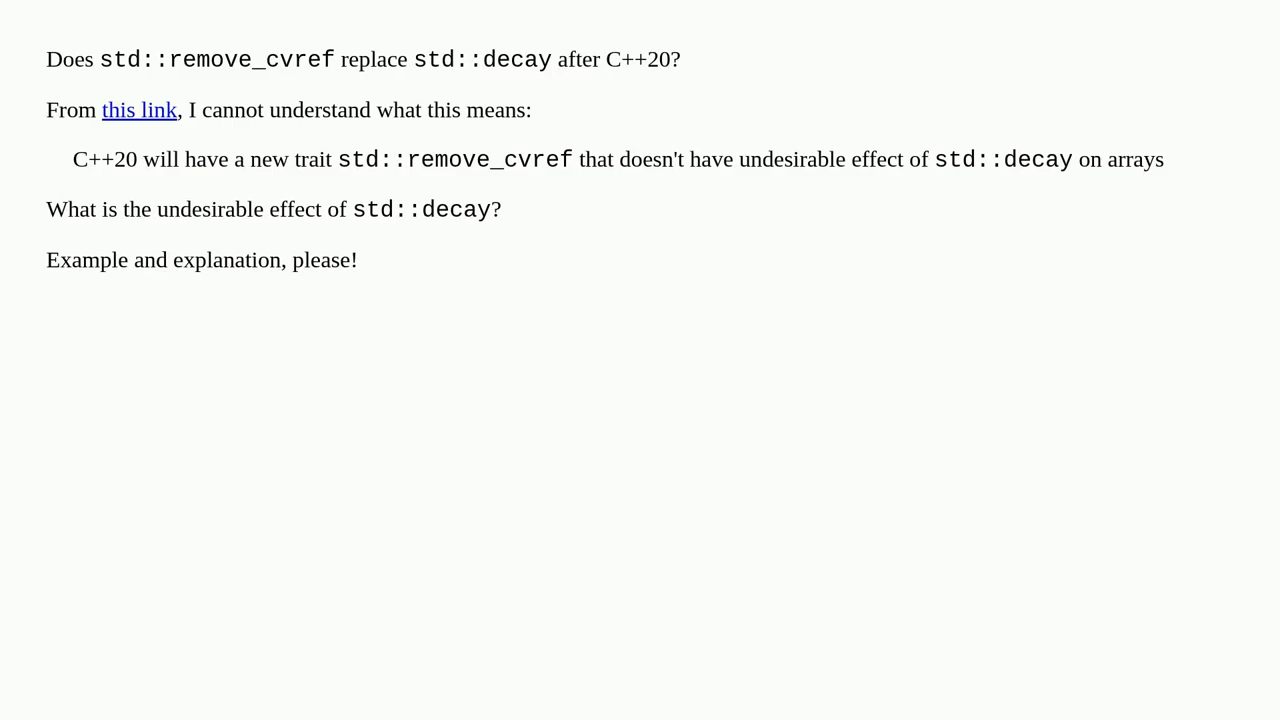 Does std::remove_cvref replace std::decay after C++20?
From this link, I cannot understand what this means:
C++20 will have a new trait std::remove_cvref that doesn't have undesirable effect of std::decay on arrays
What is the undesirable effect of std::decay?
Example and explanation, please!